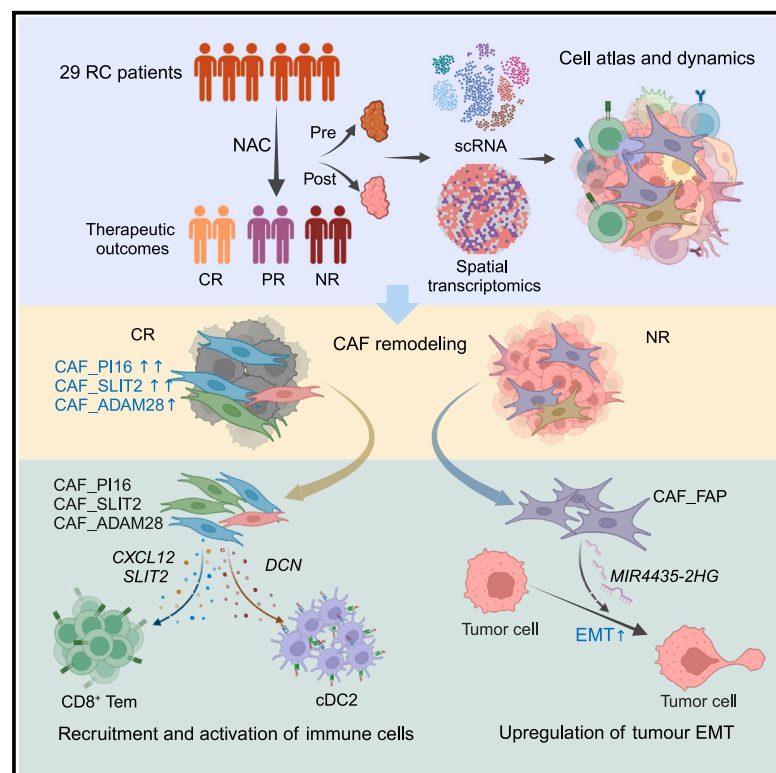 29 RC patients
NAC
Pre
Post
Therapeutic
outcomes
CR
PR
NR
scRNA
Spatial
transcriptomics
Cell atlas and dynamics
CR
CAF remodeling
NR
CAF_PI16 ↑↑
CAF_SLIT2 ↑↑
CAF_ADAM28↑
CAF_PI16
CAF_SLIT2
CAF_ADAM28
CXCL12
SLIT2
DCN
CD8⁺ Tem
cDC2
Recruitment and activation of immune cells
CAF_FAP
MIR4435-2HG
Tumor cell
EMT↑
Tumor cell
Upregulation of tumour EMT